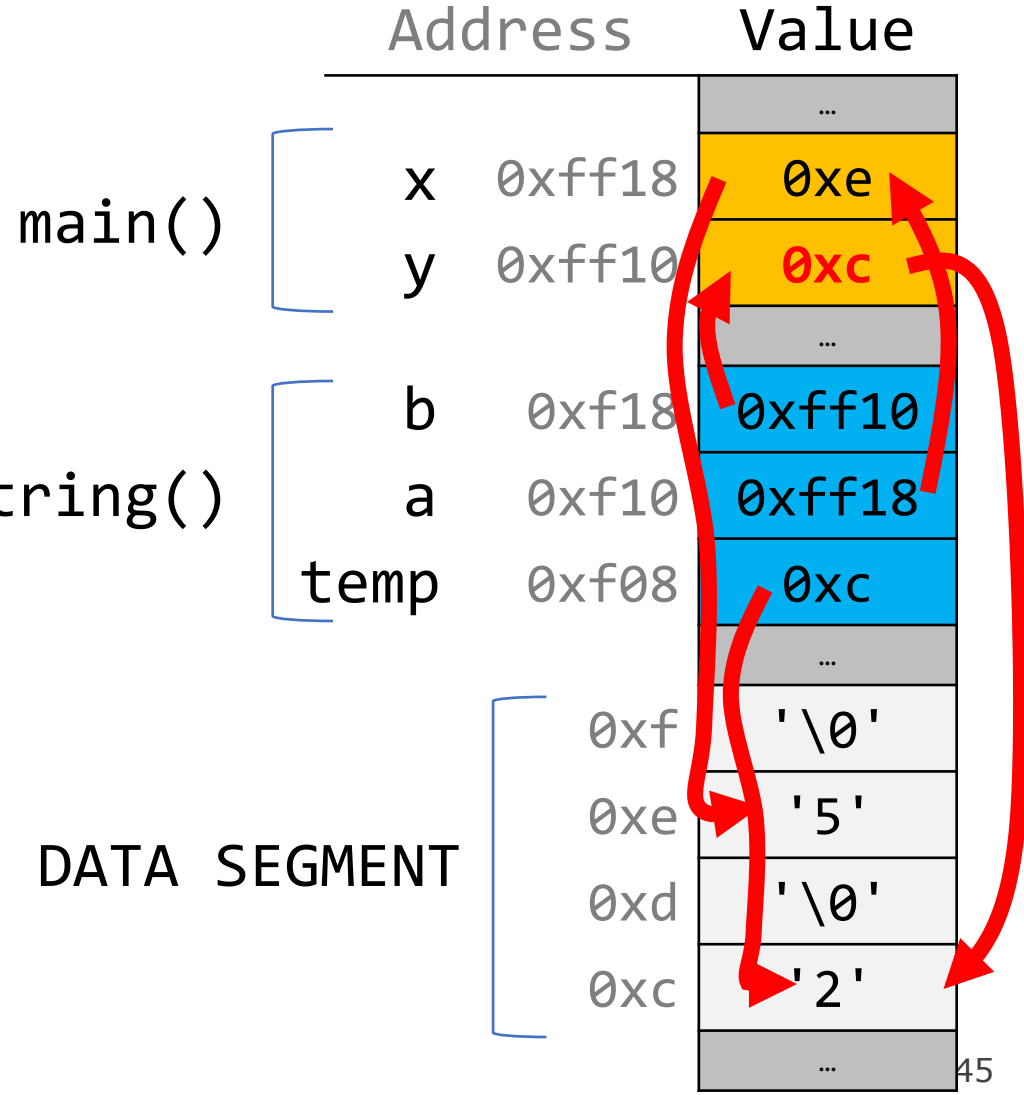 Address Value
…
x 0xff18 0xe
main()
y 0xff10 0xc
…
b 0xf18 0xff10
tring() a 0xf10 0xff18
temp 0xf08 0xc
…
0xf '\0'
0xe '5'
DATA SEGMENT
0xd '\0'
0xc '2'
… 45